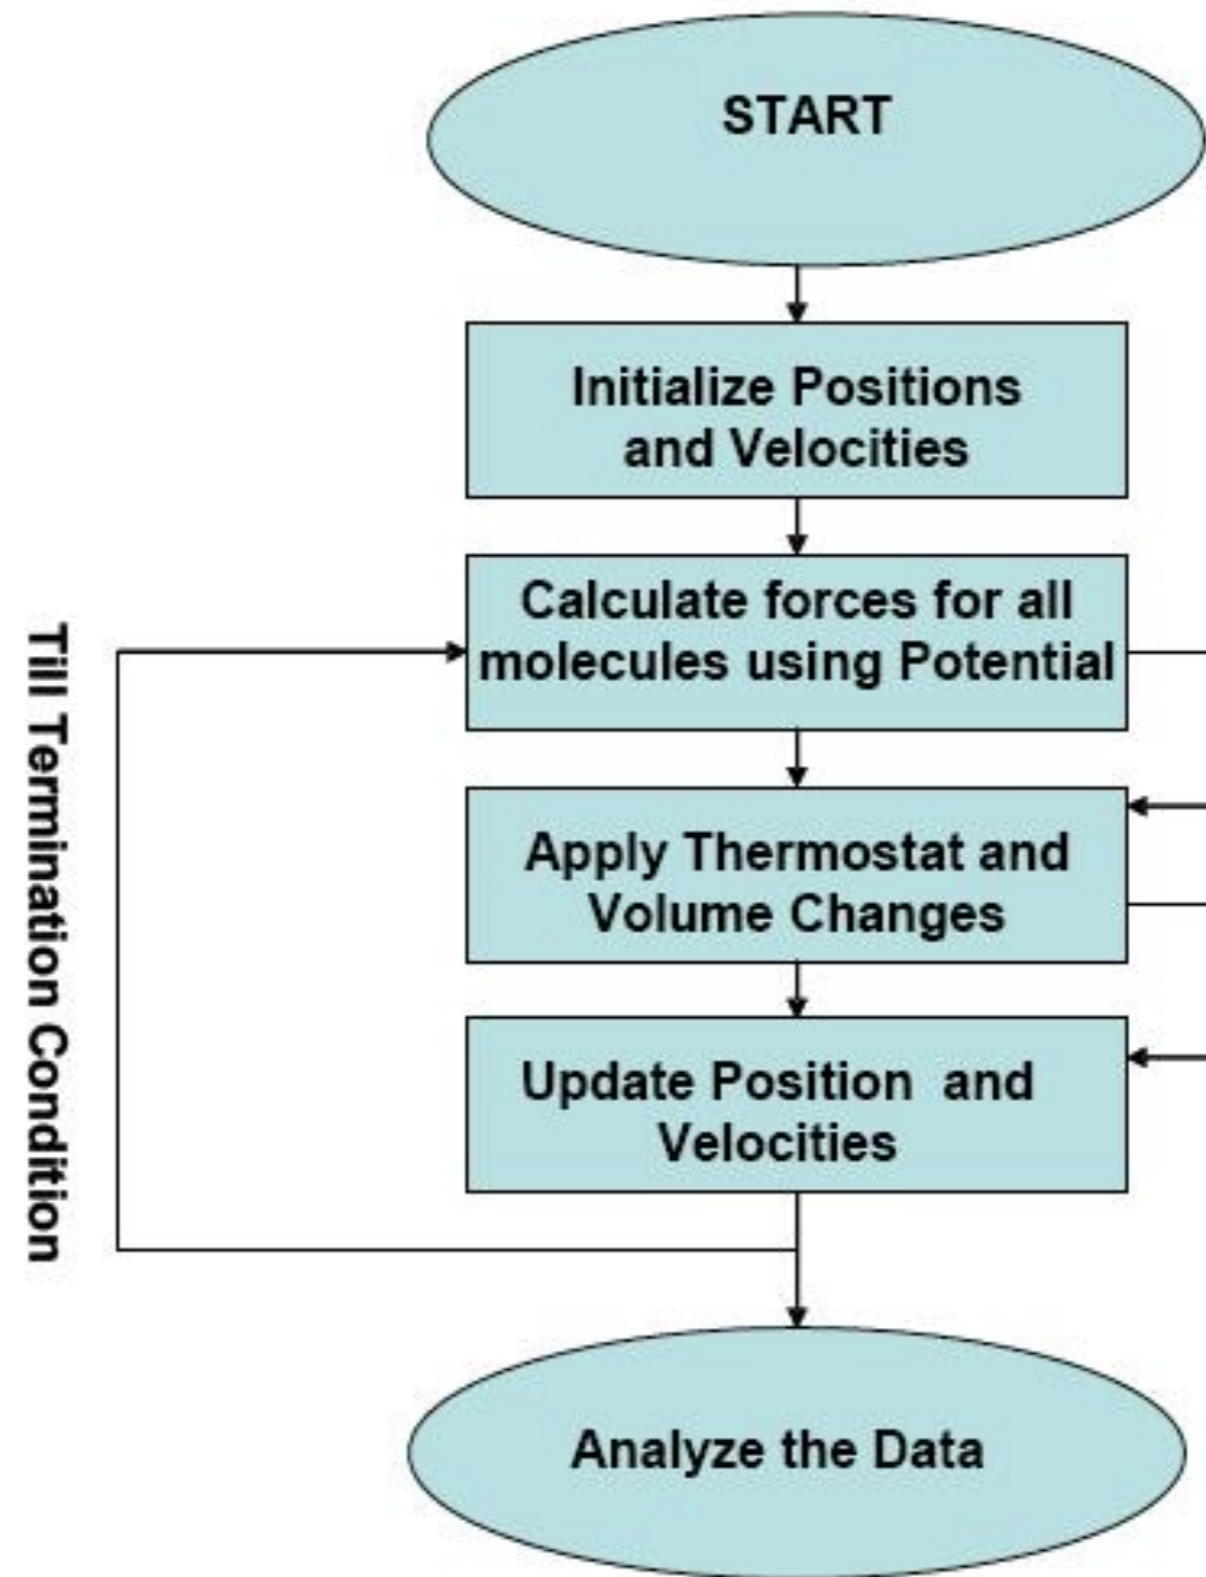 START
Initialize Positions
and Velocities
Calculate forces for all
molecules using Potential
Apply Thermostat and
Volume Changes
Update Position and
Velocities
Till Termination Condition
Analyze the Data